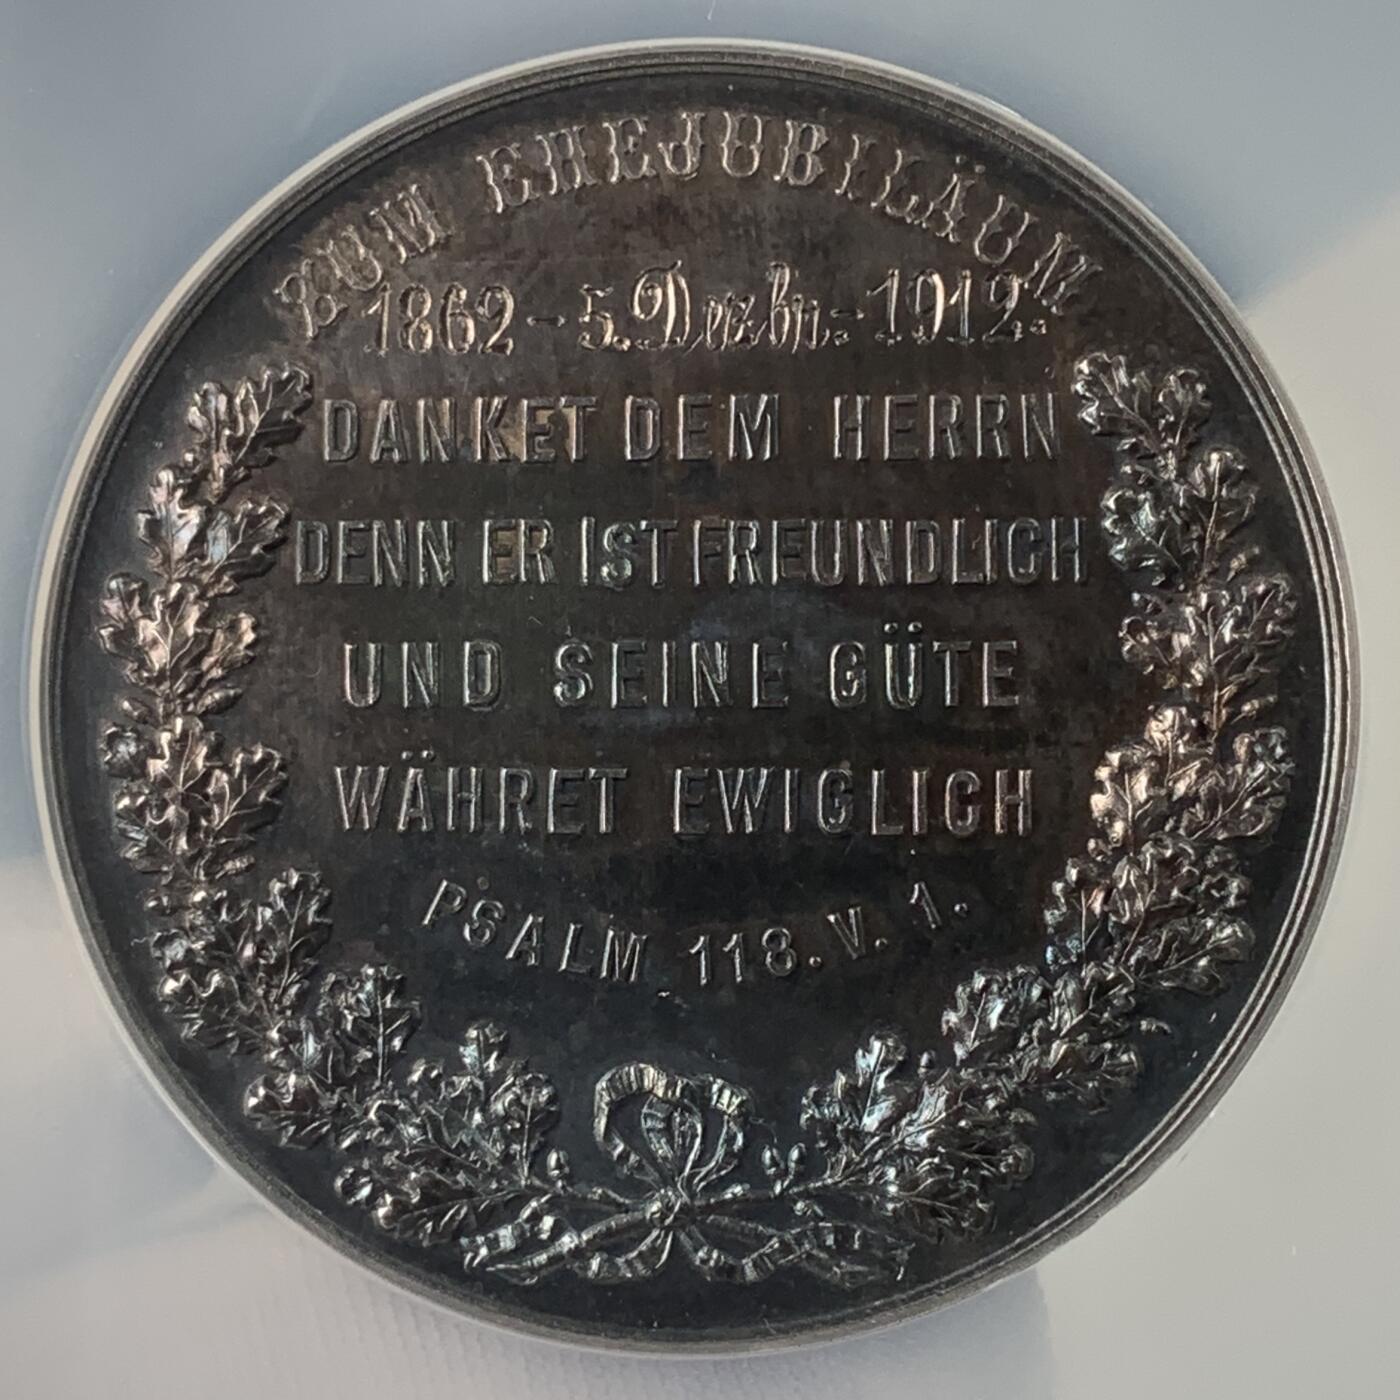 ZUM EHEJUBILÄUM
1862 - 5. Dezbr. - 1912.
DANKET DEM HERRN
DENN ER IST FREUNDLICH
UND SEINE GÜTE
WÄHRET EWIGLICH
PSALM 118. V. 1.